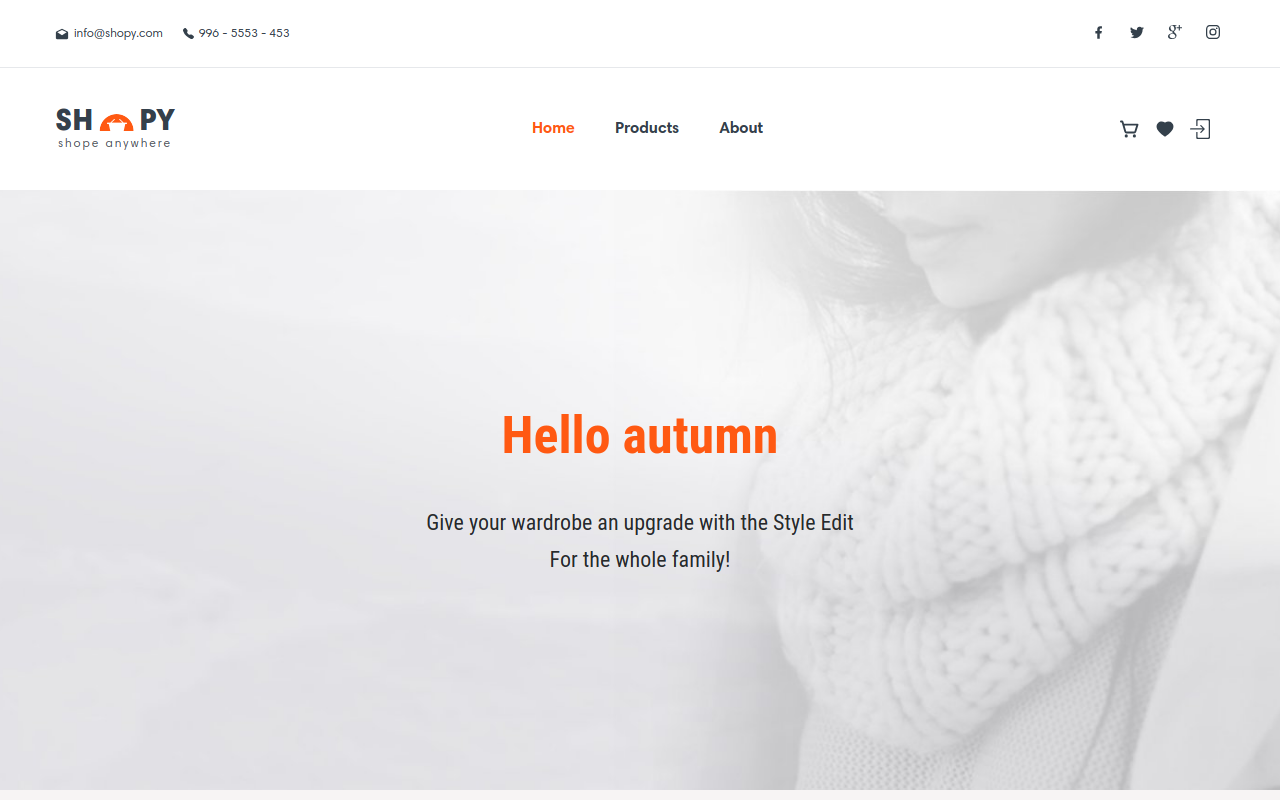 info@shopy.com 996 - 5553 - 453
SH PY
shope anywhere
Home Products About
Hello autumn
Give your wardrobe an upgrade with the Style Edit
For the whole family!